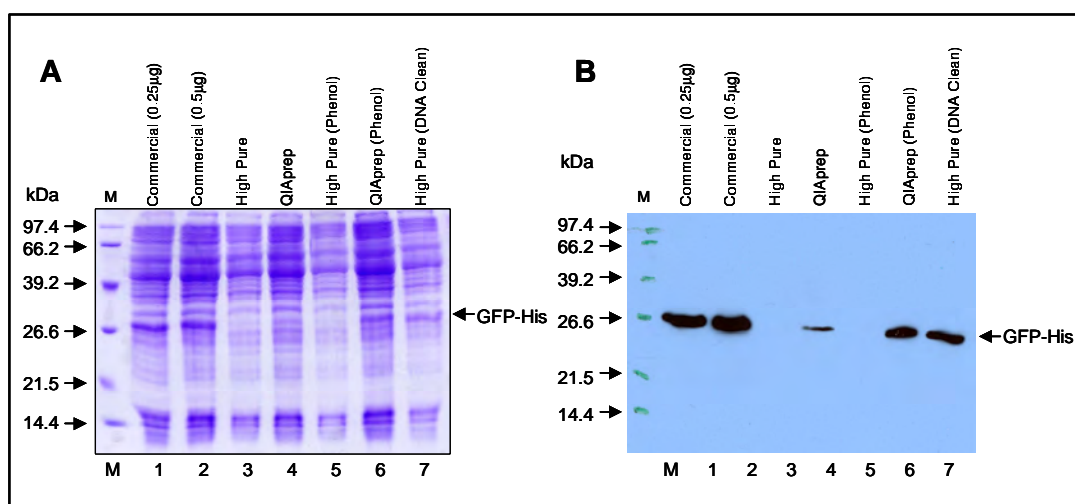 A
kDa
M
Commercial (0.25µg)
Commercial (0.5µg)
High Pure
QIAprep
High Pure (Phenol)
QIAprep (Phenol)
High Pure (DNA Clean)
97.4
66.2
39.2
26.6
21.5
14.4
GFP-His
M 1 2 3 4 5 6 7
B
kDa
M
Commercial (0.25µg)
Commercial (0.5µg)
High Pure
QIAprep
High Pure (Phenol)
QIAprep (Phenol)
High Pure (DNA Clean)
97.4
66.2
39.2
26.6
21.5
14.4
GFP-His
M 1 2 3 4 5 6 7